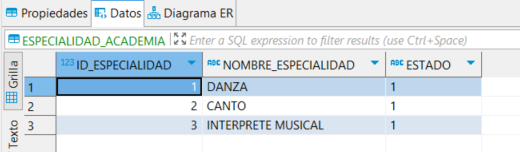 Propiedades Datos Diagrama ER
ESPECIALIDAD_ACADEMIA Enter a SQL expression to filter results (use Ctrl+Space)
Grilla
Texto
123 ID_ESPECIALIDAD ABC NOMBRE_ESPECIALIDAD ABC ESTADO
1 1 DANZA 1
2 2 CANTO 1
3 3 INTERPRETE MUSICAL 1